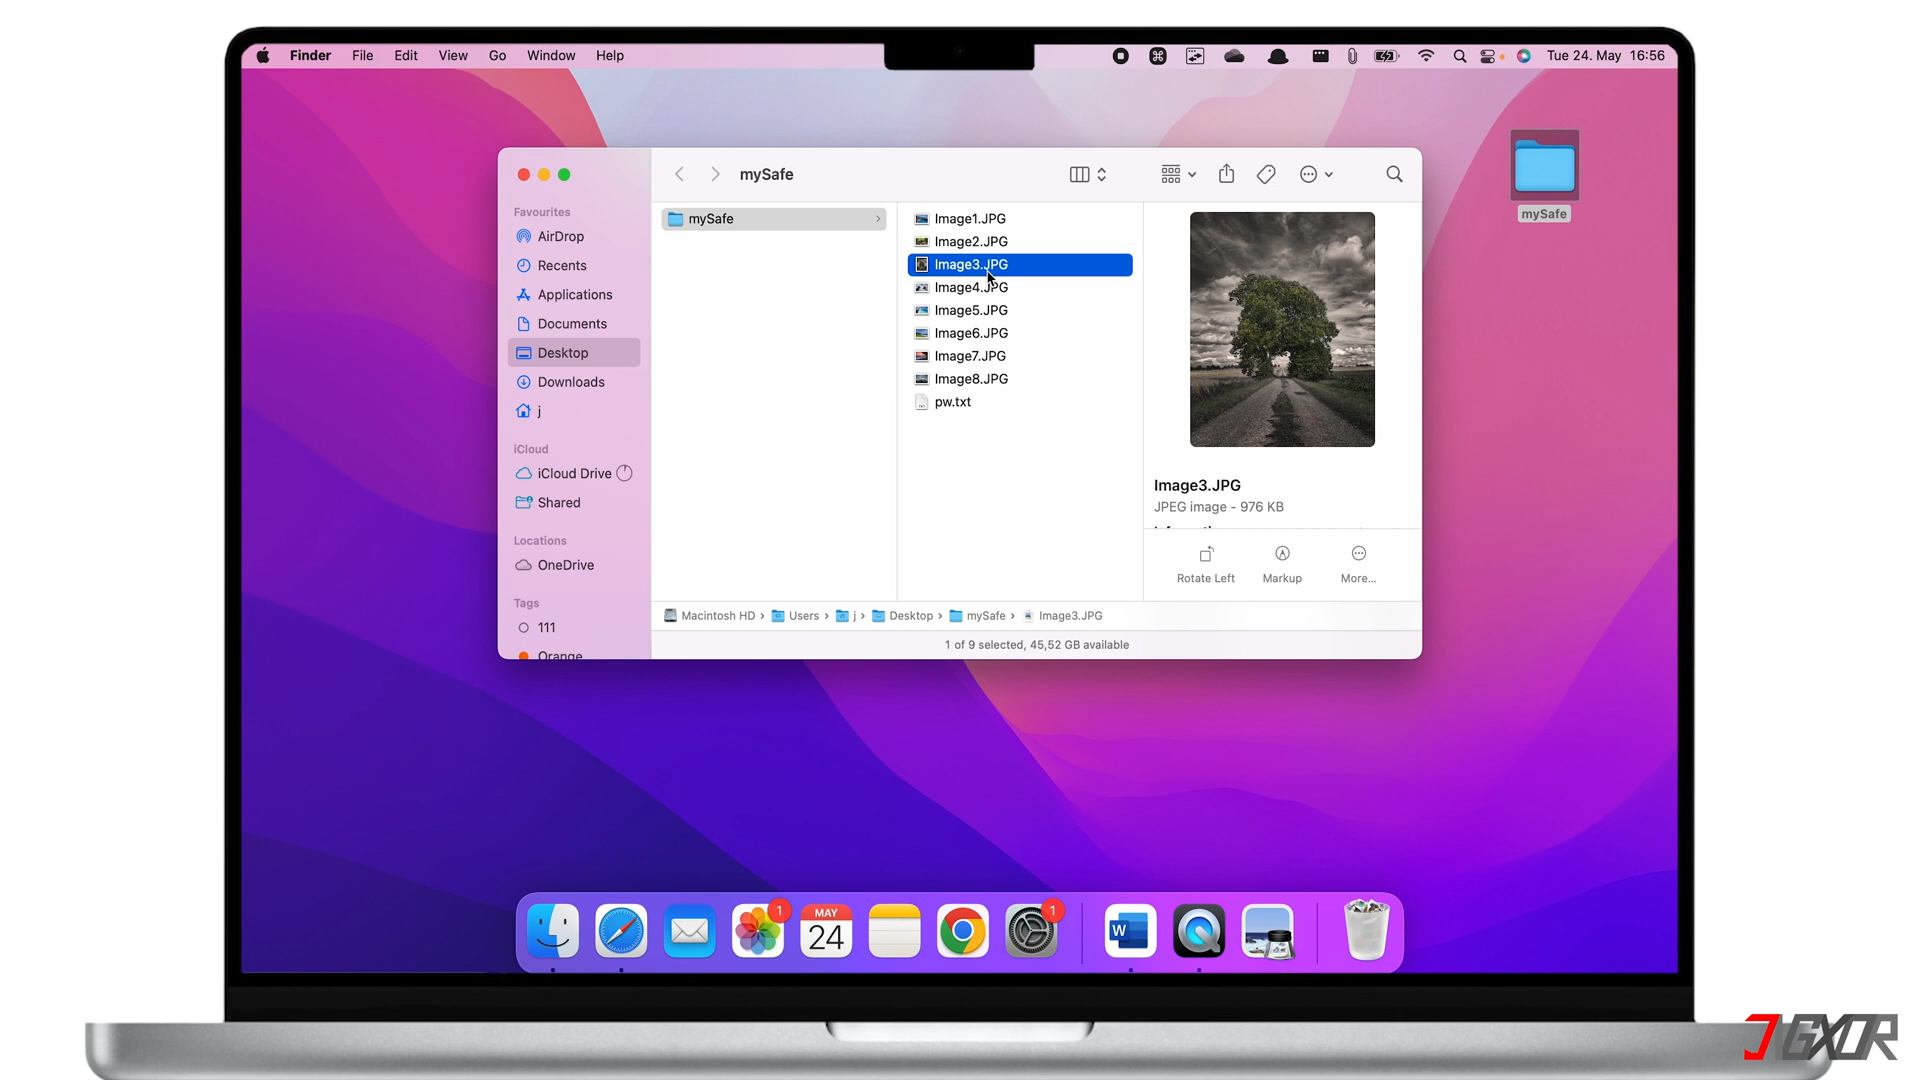 Finder File Edit View Go Window Help
Tue 24. May 16:56
mySafe
mySafe
Favourites
AirDrop
Recents
Applications
Documents
Desktop
Downloads
j
iCloud
iCloud Drive
Shared
Locations
OneDrive
Tags
111
Orange
mySafe
Image1.JPG
Image2.JPG
Image3.JPG
Image4.JPG
Image5.JPG
Image6.JPG
Image7.JPG
Image8.JPG
pw.txt
Image3.JPG
JPEG image - 976 KB
Rotate Left
Markup
More...
Macintosh HD › Users › j › Desktop › mySafe › Image3.JPG
1 of 9 selected, 45,52 GB available
1
MAY
24
1
W
JGXOR